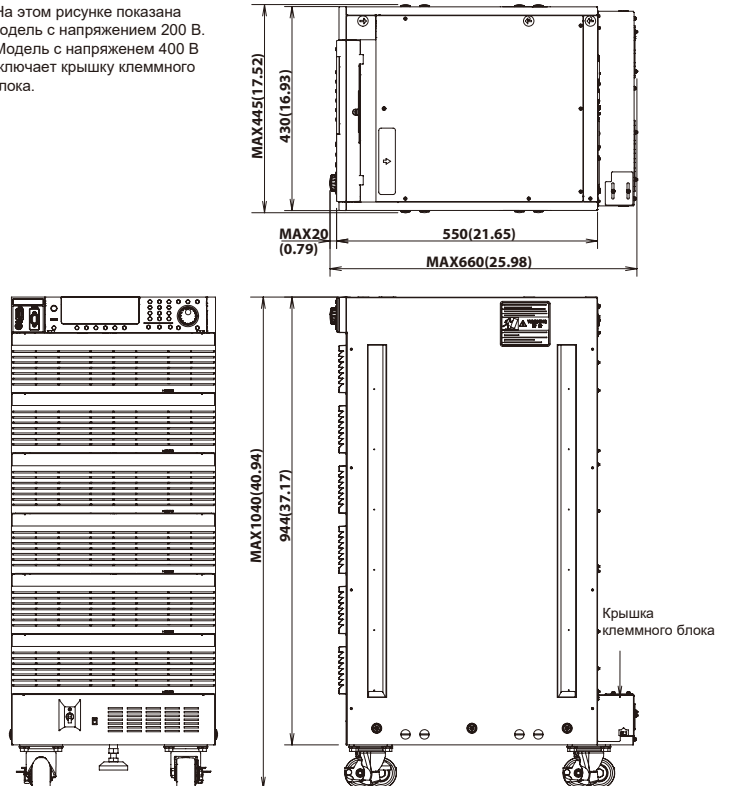 На этом рисунке показана
модель с напряжением 200 В.
Модель с напряженем 400 В
включает крышку клеммного
блока.
MAX445(17.52)
430(16.93)
MAX20
(0.79)
550(21.65)
MAX660(25.98)
MAX1040(40.94)
944(37.17)
Крышка
клеммного блока